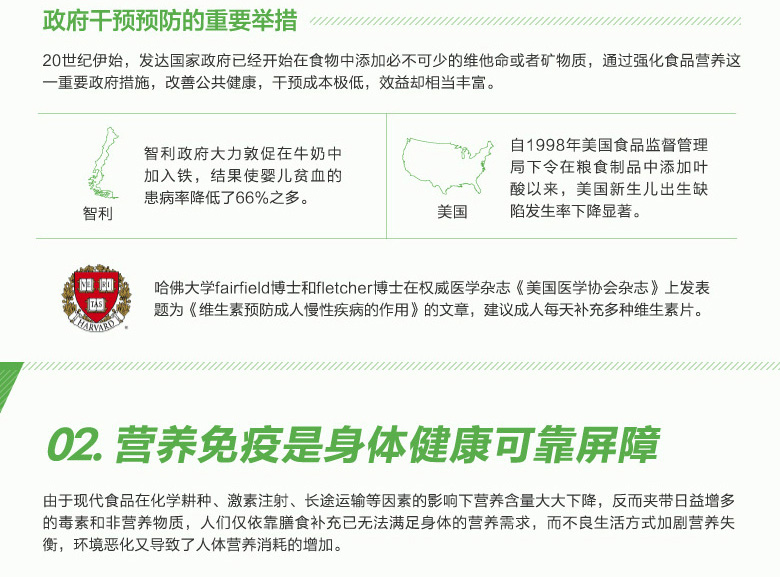 政府干预预防的重要举措
20世纪伊始，发达国家政府已经开始在食物中添加必不可少的维他命或者矿物质，通过强化食品营养这
一重要政府措施，改善公共健康，干预成本极低，效益却相当丰富。
智利政府大力敦促在牛奶中
加入铁，结果使婴儿贫血的
患病率降低了66%之多。
智利
自1998年美国食品监督管理
局下令在粮食制品中添加叶
酸以来，美国新生儿出生缺
陷发生率下降显著。
美国
VE RI
TAS
HARVARD
哈佛大学fairfield博士和fletcher博士在权威医学杂志《美国医学协会杂志》上发表
题为《维生素预防成人慢性疾病的作用》的文章，建议成人每天补充多种维生素片。
02. 营养免疫是身体健康可靠屏障
由于现代食品在化学耕种、激素注射、长途运输等因素的影响下营养含量大大下降，反而夹带日益增多
的毒素和非营养物质，人们仅依靠膳食补充已无法满足身体的营养需求，而不良生活方式加剧营养失
衡，环境恶化又导致了人体营养消耗的增加。